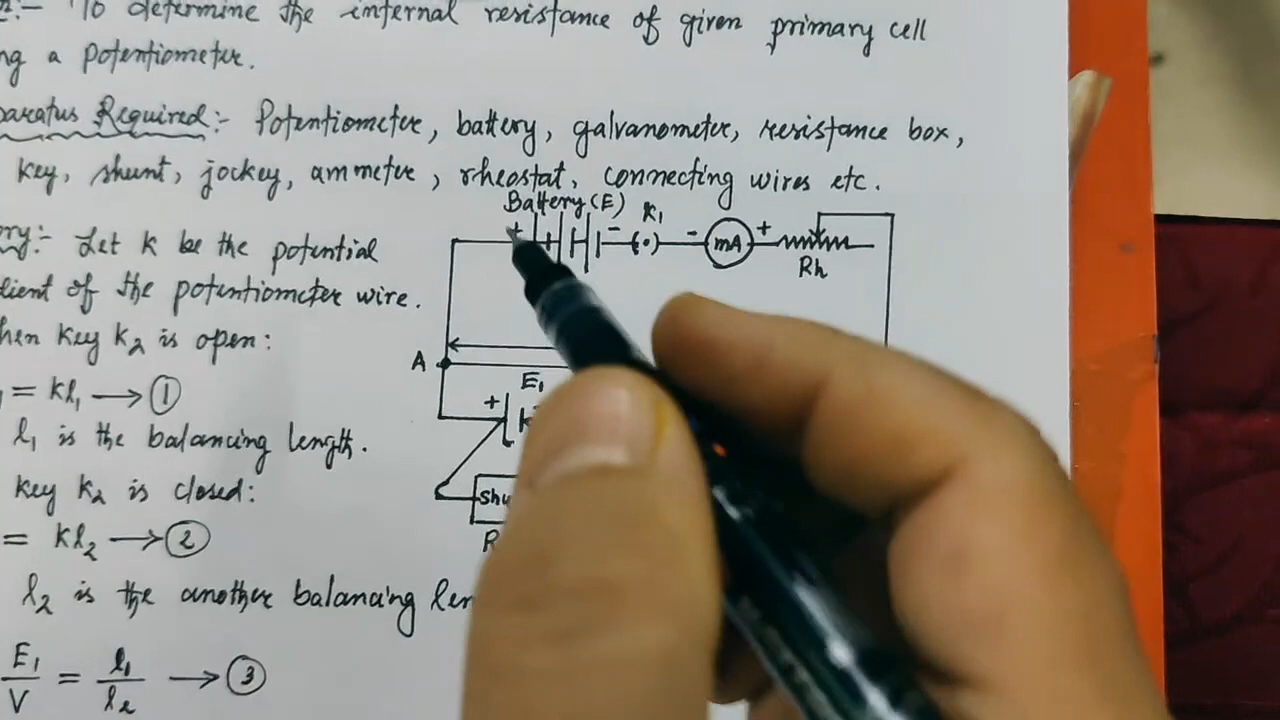 To determine the internal resistance of given primary cell
a Potentiometer.
Required:- Potentiometer, battery, galvanometer, resistance box,
key, shunt, jockey, ammeter, rheostat, connecting wires etc.
Battery (E) K1
+ + - - mA + Rh
Let K be the potential
of the potentiometer wire.
Key K2 is open:
A
= Kl1 → ①
E1
+
l1 is the balancing length.
Key K2 is closed:
= Kl2 → ②
l2 is the another balancing
E1/V = l1/l2 → ③